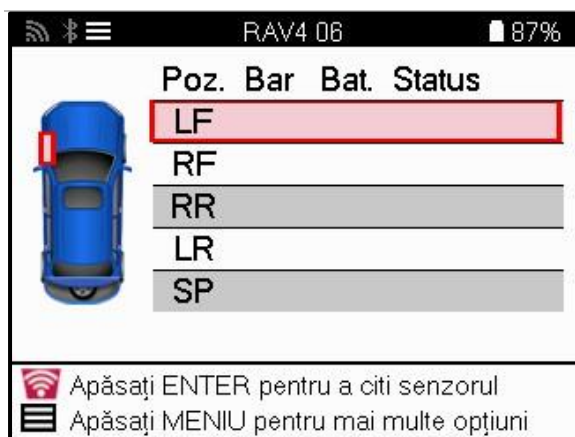 RAV4 06 87%
Poz. Bar Bat. Status
LF
RF
RR
LR
SP
Apăsați ENTER pentru a citi senzorul
Apăsați MENIU pentru mai multe opțiuni